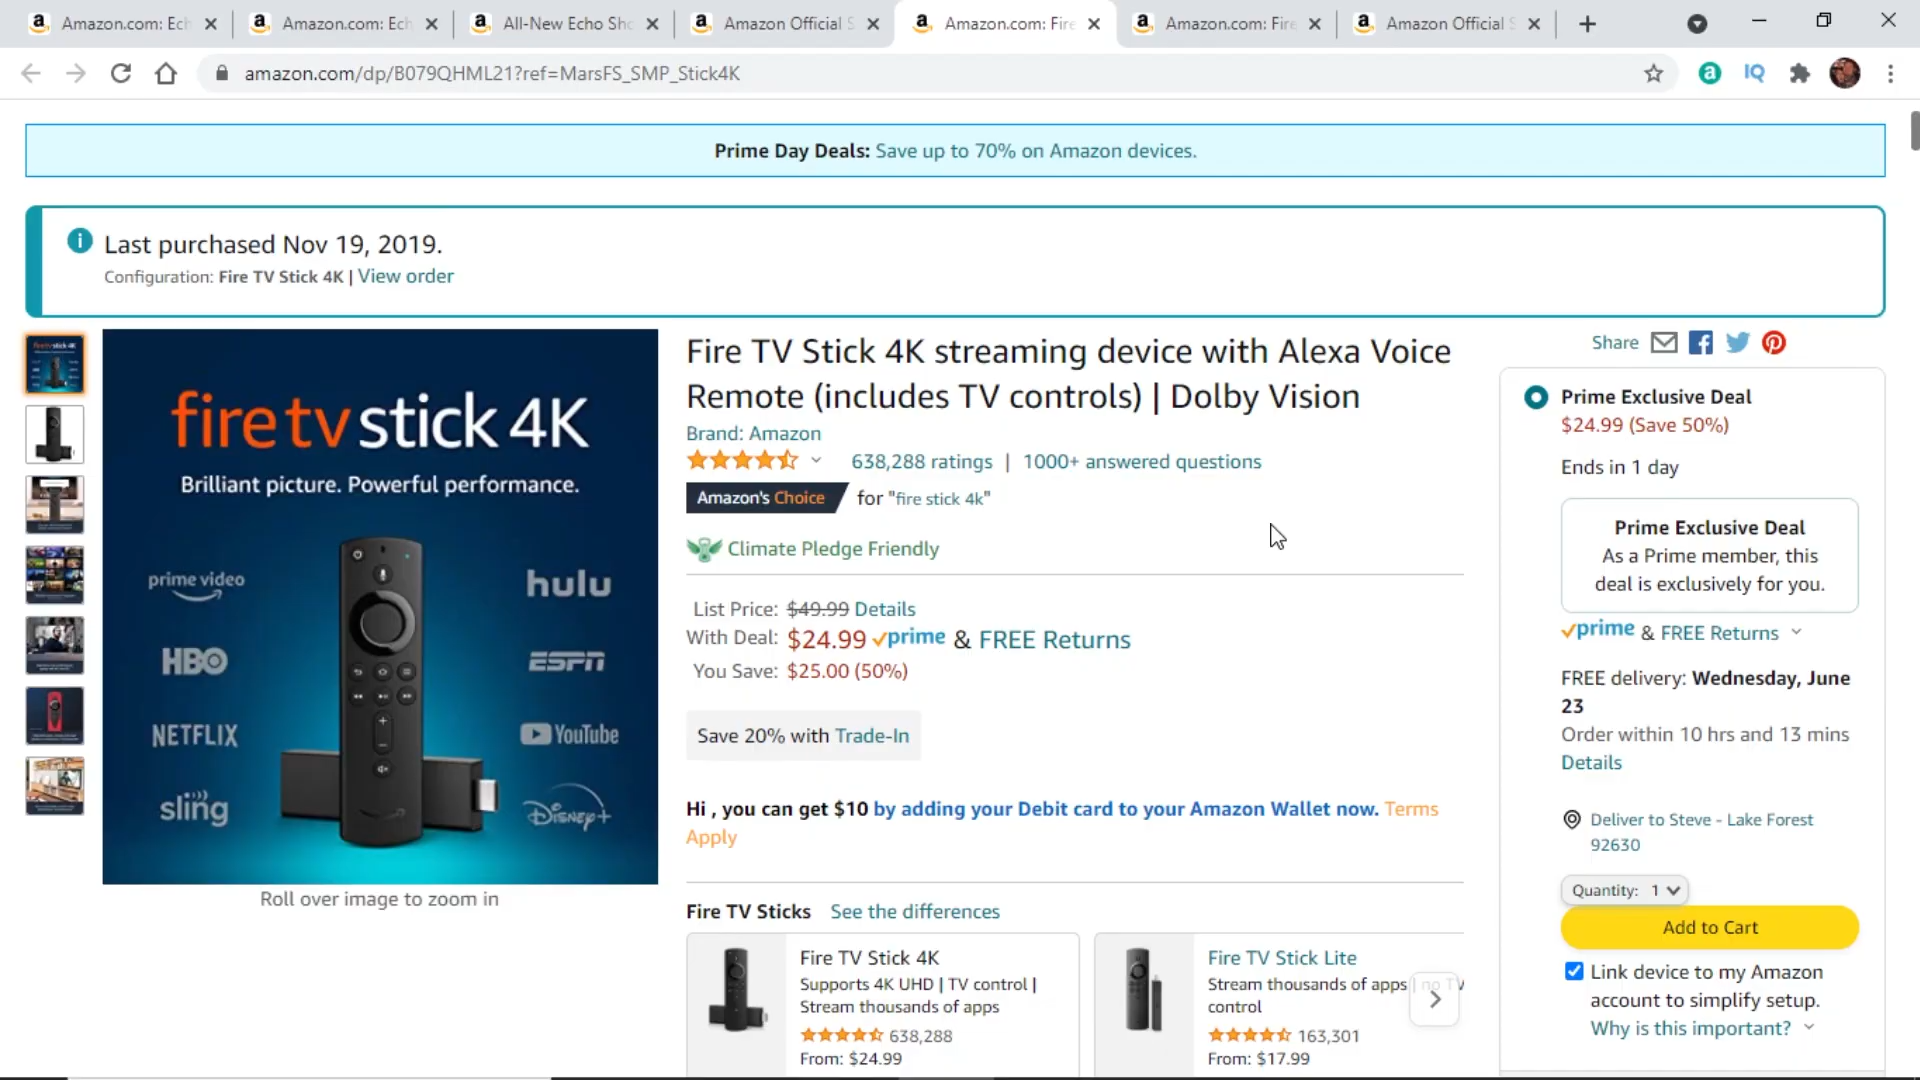 Amazon.com: Ech
Amazon.com: Ech
All-New Echo Sho
Amazon Official S
Amazon.com: Fire
Amazon.com: Fire
Amazon Official S
amazon.com/dp/B079QHML21?ref=MarsFS_SMP_Stick4K
IQ
Prime Day Deals: Save up to 70% on Amazon devices.
Last purchased Nov 19, 2019.
Configuration: Fire TV Stick 4K | View order
firetvstick 4K
Brilliant picture. Powerful performance.
prime video
hulu
HBO
ESPN
NETFLIX
YouTube
sling
Disney+
Roll over image to zoom in
Fire TV Stick 4K streaming device with Alexa Voice
Remote (includes TV controls) | Dolby Vision
Brand: Amazon
638,288 ratings | 1000+ answered questions
Amazon's Choice for "fire stick 4k"
Climate Pledge Friendly
List Price: $49.99 Details
With Deal: $24.99 prime & FREE Returns
You Save: $25.00 (50%)
Save 20% with Trade-In
Hi , you can get $10 by adding your Debit card to your Amazon Wallet now. Terms
Apply
Fire TV Sticks See the differences
Fire TV Stick 4K
Supports 4K UHD | TV control |
Stream thousands of apps
638,288
From: $24.99
Fire TV Stick Lite
Stream thousands of apps | no TV
control
163,301
From: $17.99
Share
Prime Exclusive Deal
$24.99 (Save 50%)
Ends in 1 day
Prime Exclusive Deal
As a Prime member, this
deal is exclusively for you.
prime & FREE Returns
FREE delivery: Wednesday, June
23
Order within 10 hrs and 13 mins
Details
Deliver to Steve - Lake Forest
92630
Quantity: 1
Add to Cart
Link device to my Amazon
account to simplify setup.
Why is this important?